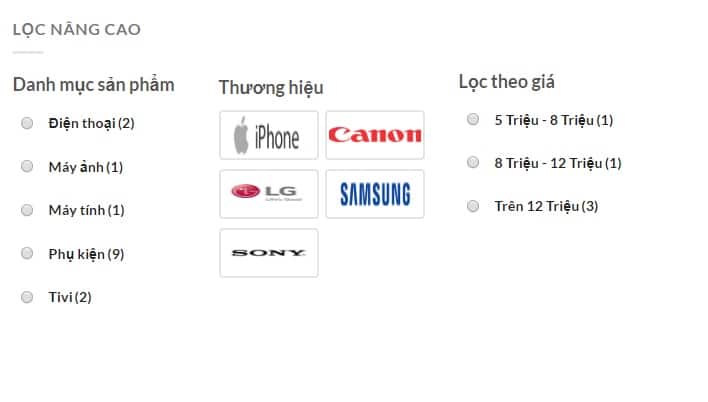 LỌC NÂNG CAO
Danh mục sản phẩm
Điện thoại (2)
Máy ảnh (1)
Máy tính (1)
Phụ kiện (9)
Tivi (2)
Thương hiệu
iPhone
Canon
LG
SAMSUNG
SONY
Lọc theo giá
5 Triệu - 8 Triệu (1)
8 Triệu - 12 Triệu (1)
Trên 12 Triệu (3)